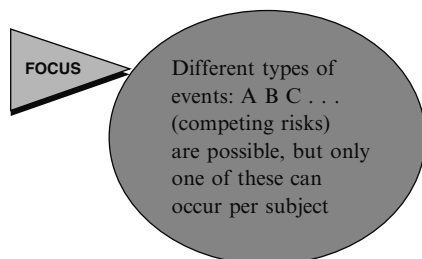 FOCUS
Different types of
events: A B C . . .
(competing risks)
are possible, but only
one of these can
occur per subject